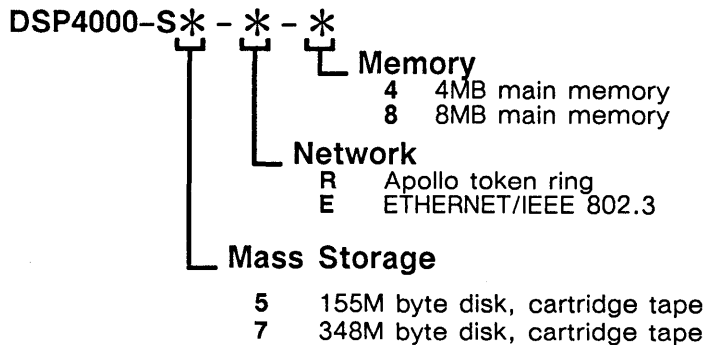 DSP4000-S* - * - *
Memory
4 4MB main memory
8 8MB main memory
Network
R Apollo token ring
E ETHERNET/IEEE 802.3
Mass Storage
5 155M byte disk, cartridge tape
7 348M byte disk, cartridge tape